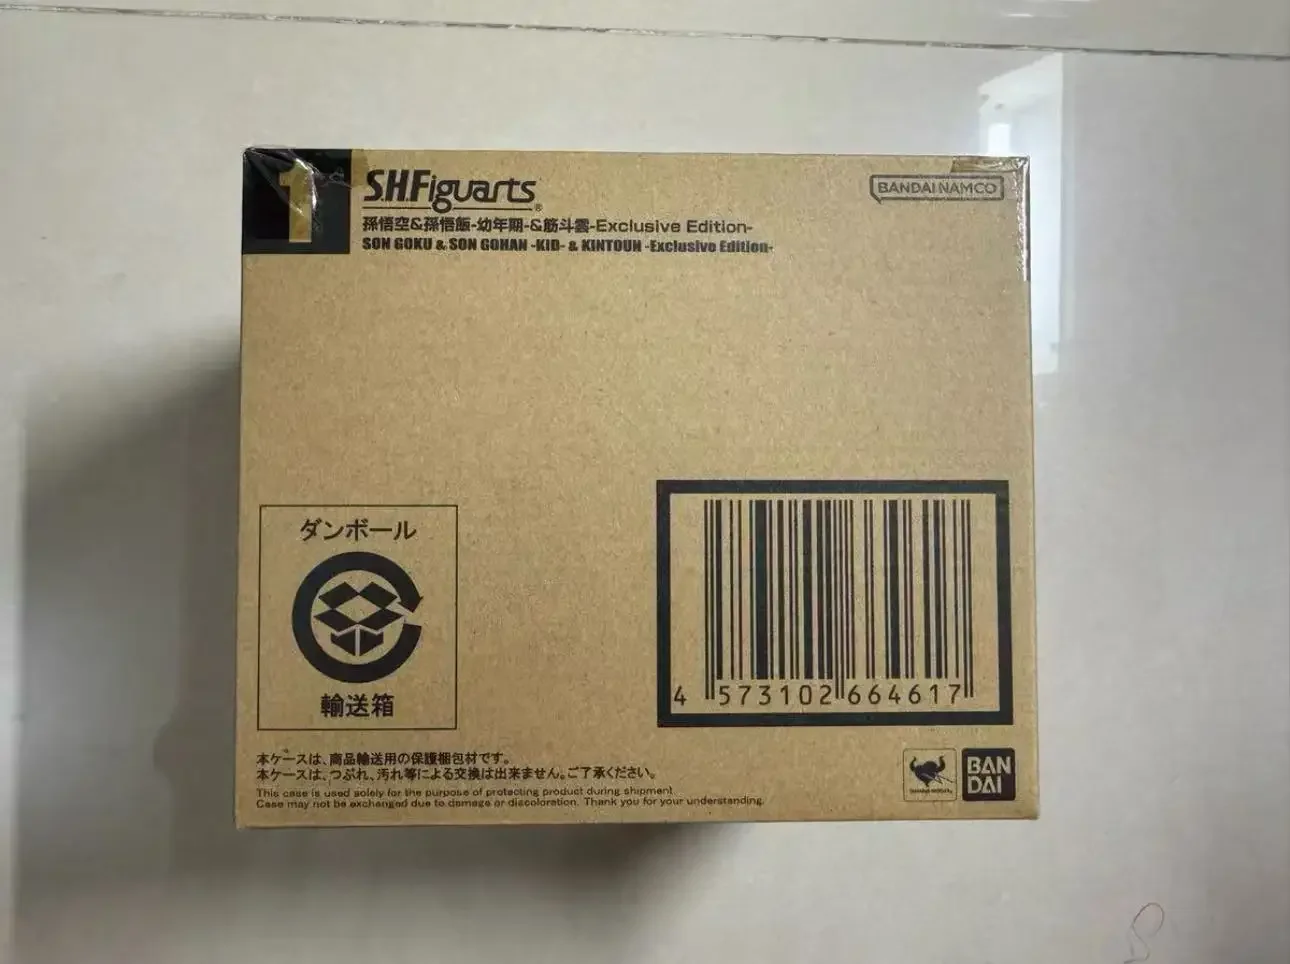 1
S.H.Figuarts®
BANDAI NAMCO
孫悟空&孫悟飯-幼年期-&筋斗雲-Exclusive Edition-
SON GOKU & SON GOHAN -KID- & KINTOUN -Exclusive Edition-
ダンボール
輸送箱
4 573102 664617
本ケースは、商品輸送用の保護梱包材です。
本ケースは、つぶれ、汚れ等による交換は出来ません。ご了承ください。
This case is used solely for the purpose of protecting product during shipment.
Case may not be exchanged due to damage or discoloration. Thank you for your understanding.
BAN
DAI